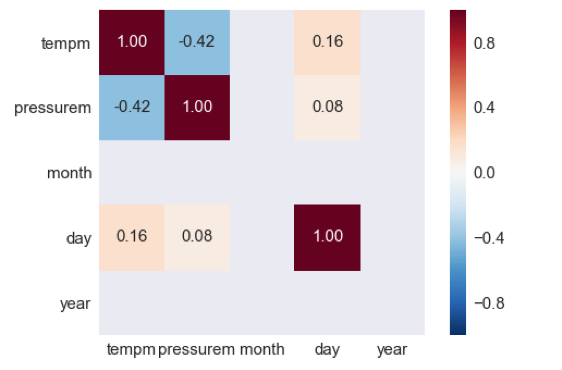 tempm 1.00 -0.42 0.16
pressurem -0.42 1.00 0.08
month
day 0.16 0.08 1.00
year
tempm pressurem month day year
0.8
0.4
0.0
−0.4
−0.8